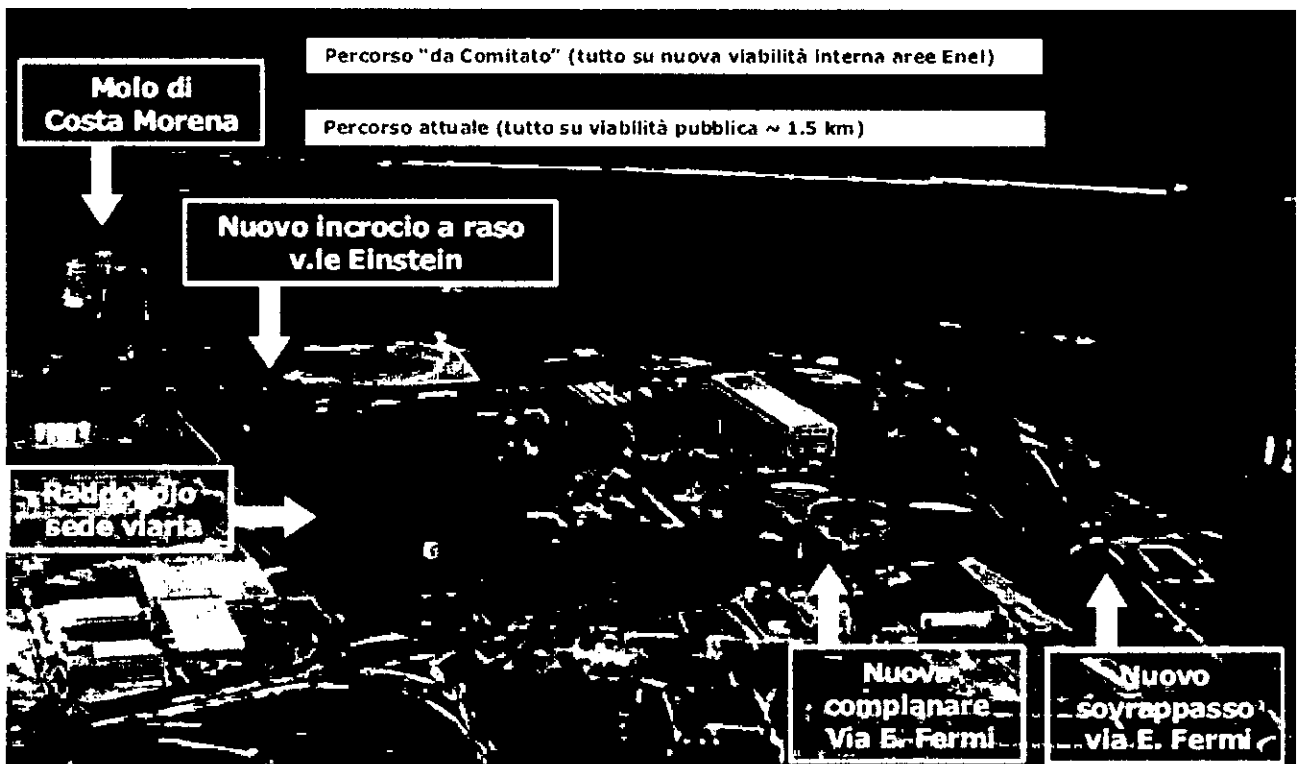 Percorso "da Comitato" (tutto su nuova viabilità interna aree Enel)
Molo di
Costa Morena
Percorso attuale (tutto su viabilità pubblica ~ 1.5 km)
Nuovo incrocio a raso
v.le Einstein
Raddoppio
sede viaria
Nuova
complanare
Via E. Fermi
Nuovo
sovrappasso
via E. Fermi